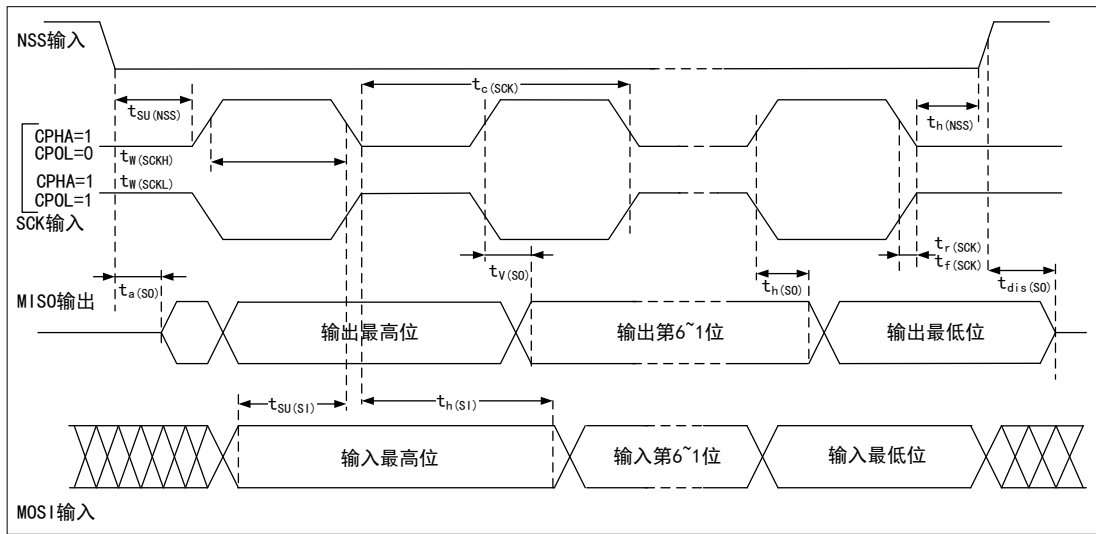 NSS输入
tc(SCK)
tSU(NSS)
th(NSS)
CPHA=1
CPOL=0
tW(SCKH)
CPHA=1
tW(SCKL)
CPOL=1
SCK输入
tr(SCK)
tV(SO)
tf(SCK)
ta(SO)
th(SO)
tdis(SO)
MISO输出
输出最高位
输出第6~1位
输出最低位
tSU(SI)
th(SI)
输入最高位
输入第6~1位
输入最低位
MOSI输入